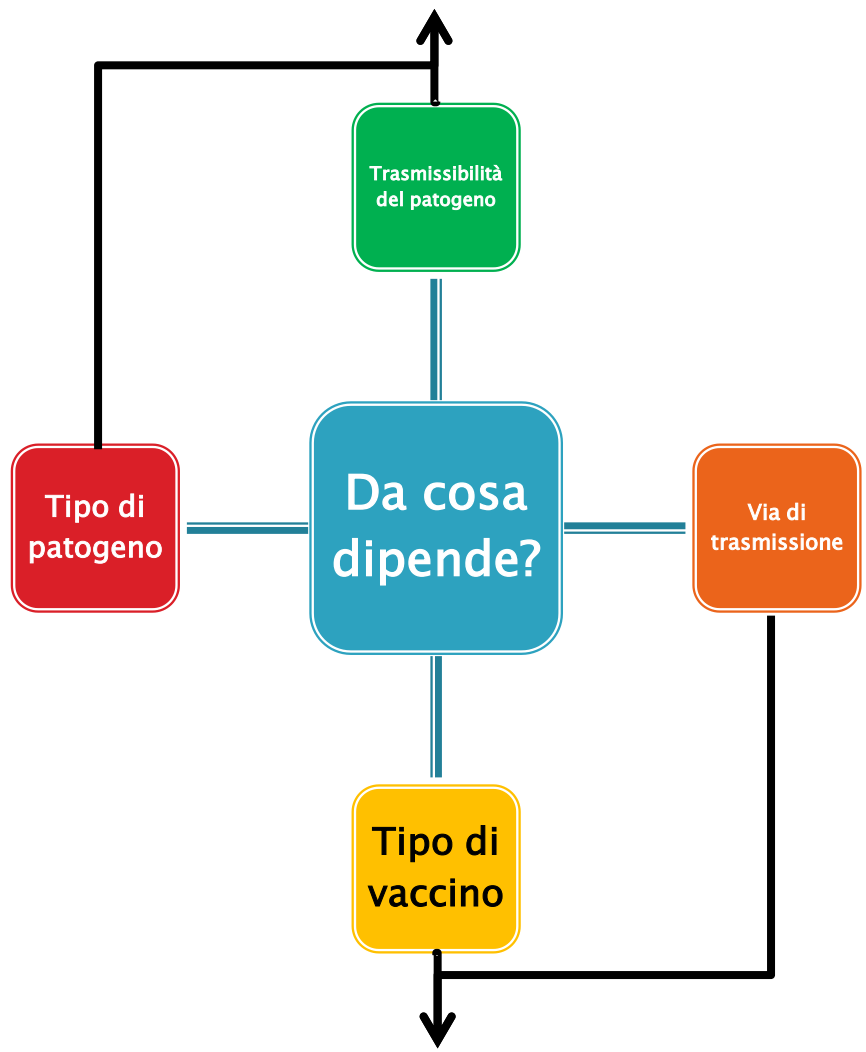 Trasmissibilità
del patogeno
Tipo di
patogeno
Da cosa
dipende?
Via di
trasmissione
Tipo di
vaccino